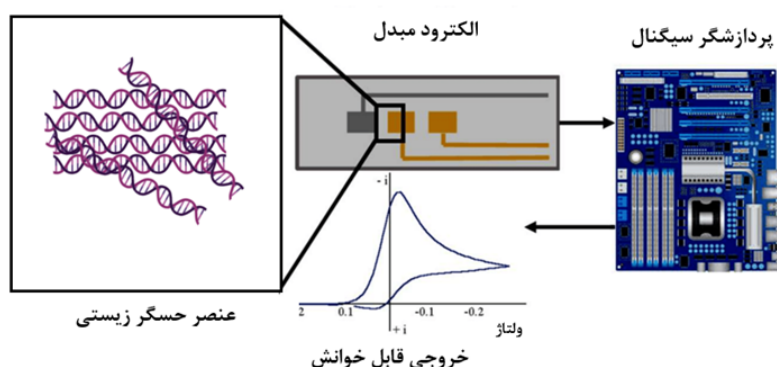 الکترود مبدل
پردازشگر سیگنال
- i
2
0.1
-0.1
-0.2
+ i
ولتاژ
عنصر حسگر زیستی
خروجی قابل خوانش